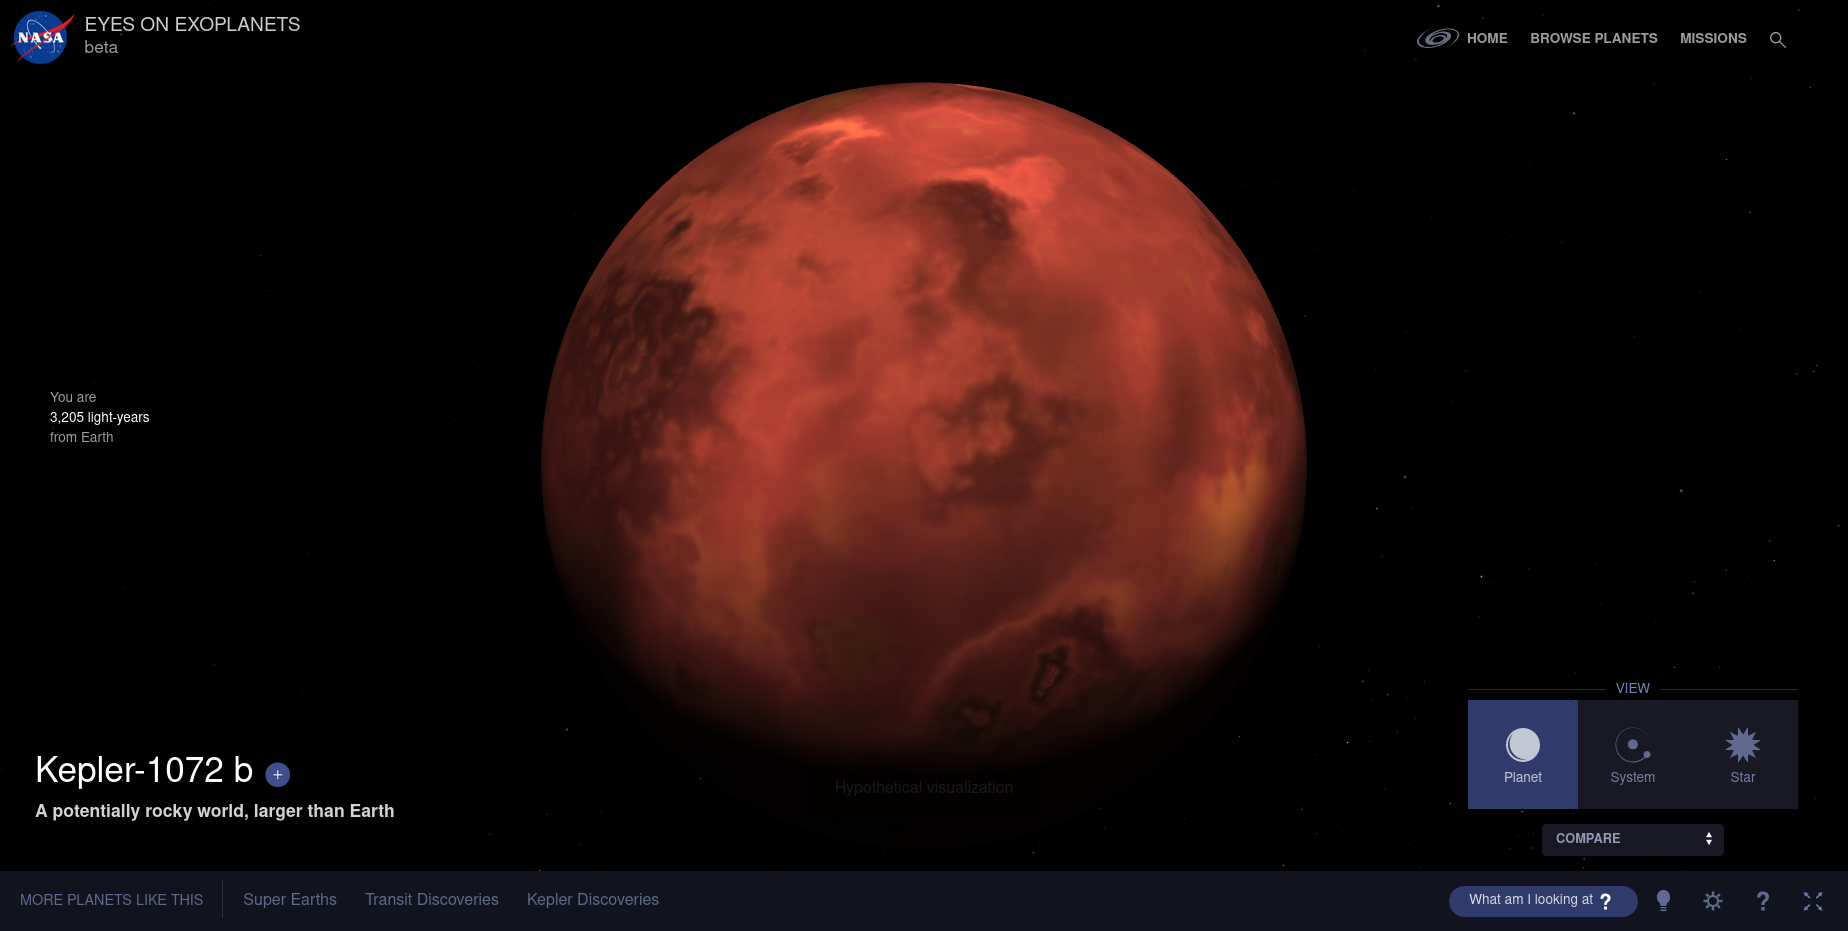 NASA
EYES ON EXOPLANETS
beta
HOME
BROWSE PLANETS
MISSIONS
You are
3,205 light-years
from Earth
VIEW
Planet
System
Star
Kepler-1072 b +
A potentially rocky world, larger than Earth
Hypothetical visualization
COMPARE
MORE PLANETS LIKE THIS
Super Earths
Transit Discoveries
Kepler Discoveries
What am I looking at ?
?